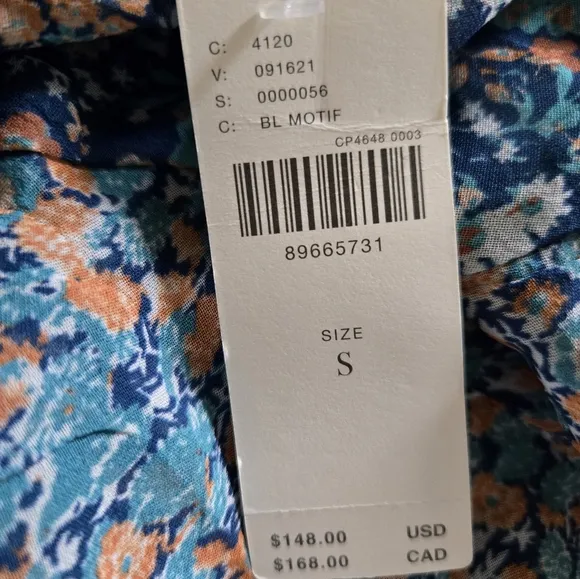 C: 4120
V: 091621
S: 0000056
C: BL MOTIF
CP4648 0003
89665731
SIZE
S
$148.00 USD
$168.00 CAD